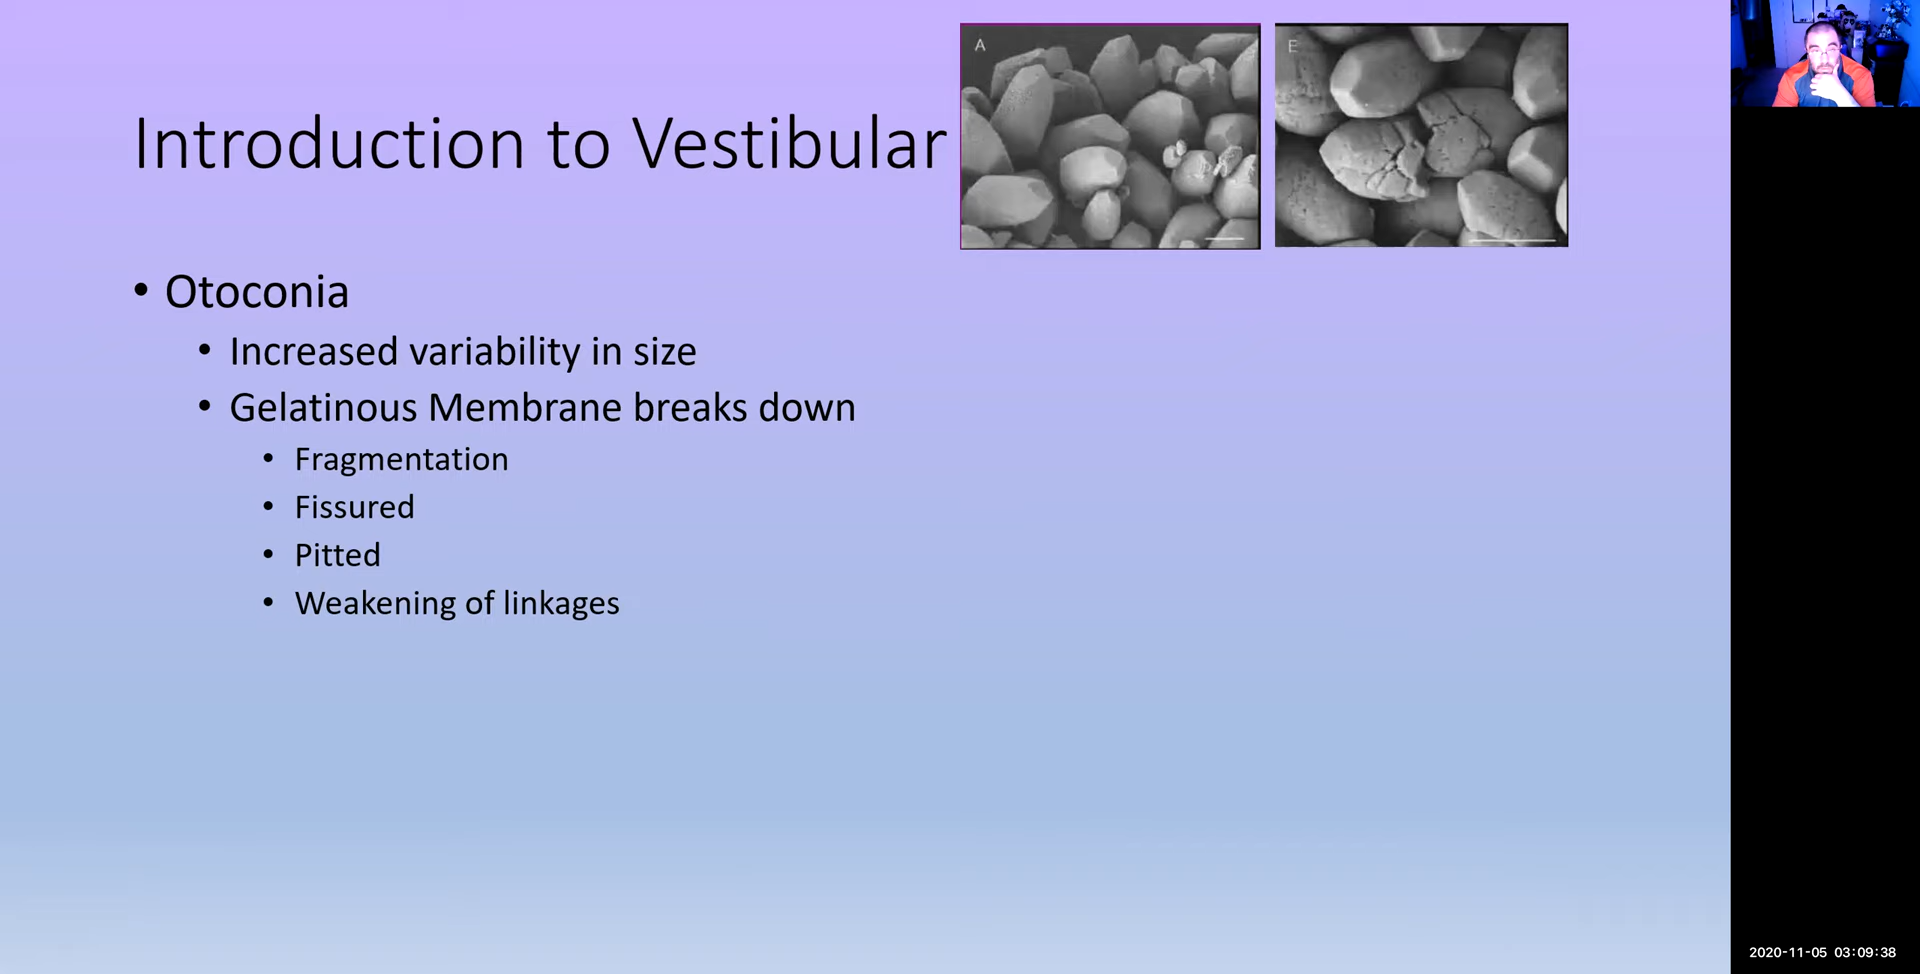 Introduction to Vestibular
A
E
• Otoconia
• Increased variability in size
• Gelatinous Membrane breaks down
• Fragmentation
• Fissured
• Pitted
• Weakening of linkages
2020-11-05 03:09:38